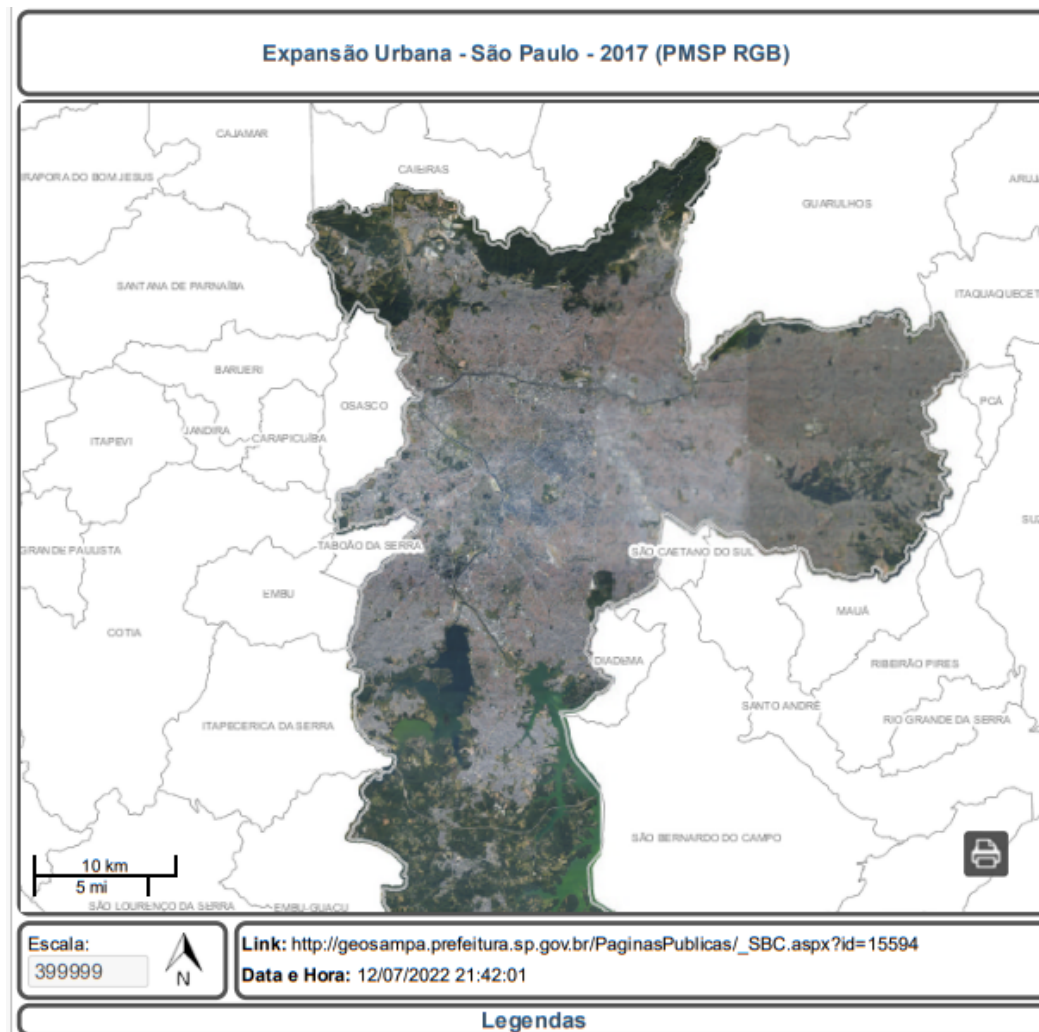 Expansão Urbana - São Paulo - 2017 (PMSP RGB)
CAJAMAR
CAIEIRAS
IRAPORA DO BOM JESUS
ARUJ
GUARULHOS
SANTANA DE PARNAÍBA
ITAQUAQUECET
BARUERI
OSASCO
POÁ
JANDIRA
CARAPICUÍBA
ITAPEVI
SUZ
GRANDE PAULISTA
TABOÃO DA SERRA
SÃO CAETANO DO SUL
EMBU
MAUÁ
COTIA
DIADEMA
RIBEIRÃO PIRES
SANTO ANDRÉ
ITAPECERICA DA SERRA
RIO GRANDE DA SERRA
SÃO BERNARDO DO CAMPO
10 km
5 mi
SÃO LOURENÇO DA SERRA
EMBU-GUAÇU
Escala:
399999
N
Link: http://geosampa.prefeitura.sp.gov.br/PaginasPublicas/_SBC.aspx?id=15594
Data e Hora: 12/07/2022 21:42:01
Legendas